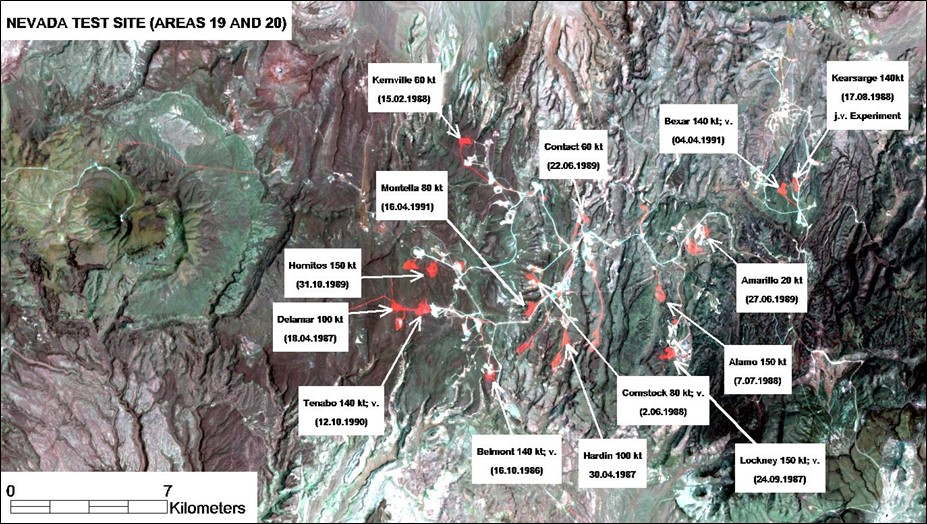 NEVADA TEST SITE (AREAS 19 AND 20)
Kernville 60 kt
(15.02.1988)
Kearsarge 140kt
(17.08.1988)
j.v. Experiment
Bexar 140 kt; v.
(04.04.1991)
Contact 60 kt
(22.06.1989)
Montella 80 kt
(16.04.1991)
Hornitos 150 kt
(31.10.1989)
Amarillo 20 kt
(27.06.1989)
Delamar 100 kt
(18.04.1987)
Alamo 150 kt
(7.07.1988)
Tenabo 140 kt; v.
(12.10.1990)
Comstock 80 kt; v.
(2.06.1988)
Belmont 140 kt; v.
(16.10.1986)
Hardin 100 kt
30.04.1987
Lockney 150 kt; v.
(24.09.1987)
0 7
Kilometers